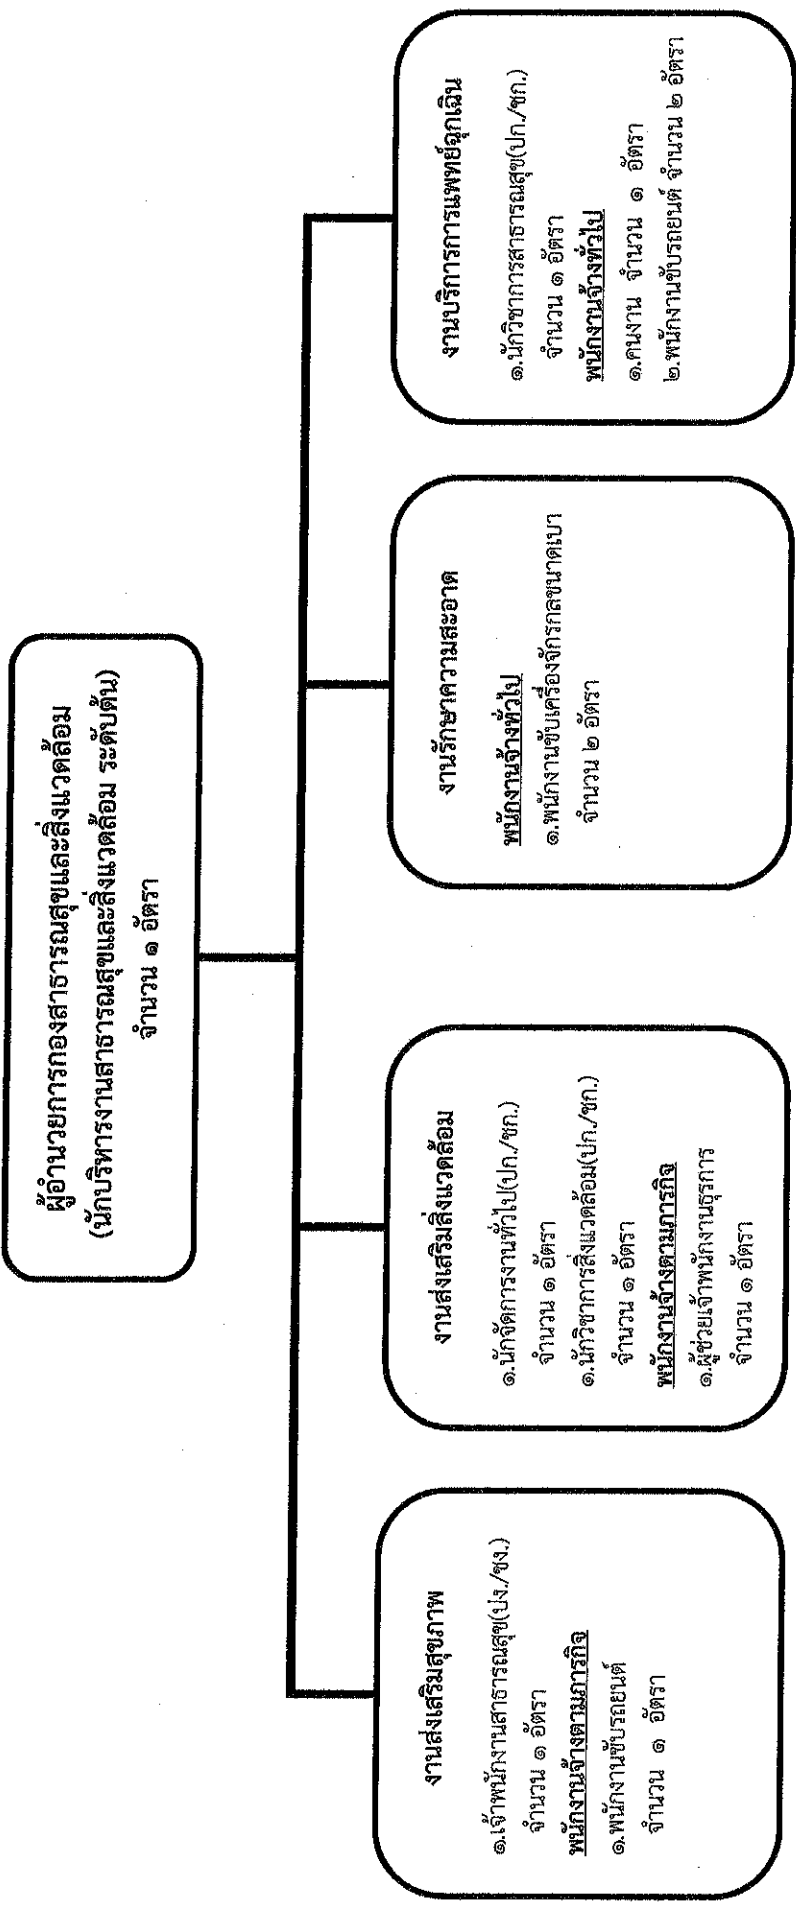 ผู้อำนวยการกองสาธารณสุขและสิ่งแวดล้อม
(นักบริหารงานสาธารณสุขและสิ่งแวดล้อม ระดับต้น)
จำนวน ๑ อัตรา
งานส่งเสริมสุขภาพ
๑.เจ้าพนักงานสาธารณสุข(ปง./ชง.)
จำนวน ๑ อัตรา
พนักงานจ้างตามภารกิจ
๑.พนักงานขับรถยนต์
จำนวน ๑ อัตรา
งานส่งเสริมสิ่งแวดล้อม
๑.นักจัดการงานทั่วไป(ปก./ชก.)
จำนวน ๑ อัตรา
๑.นักวิชาการสิ่งแวดล้อม(ปก./ชก.)
จำนวน ๑ อัตรา
พนักงานจ้างตามภารกิจ
๑.ผู้ช่วยเจ้าพนักงานธุรการ
จำนวน ๑ อัตรา
งานรักษาความสะอาด
พนักงานจ้างทั่วไป
๑.พนักงานขับเครื่องจักรกลขนาดเบา
จำนวน ๒ อัตรา
งานบริการการแพทย์ฉุกเฉิน
๑.นักวิชาการสาธารณสุข(ปก./ชก.)
จำนวน ๑ อัตรา
พนักงานจ้างทั่วไป
๑.คนงาน จำนวน ๑ อัตรา
๒.พนักงานขับรถยนต์ จำนวน ๒ อัตรา